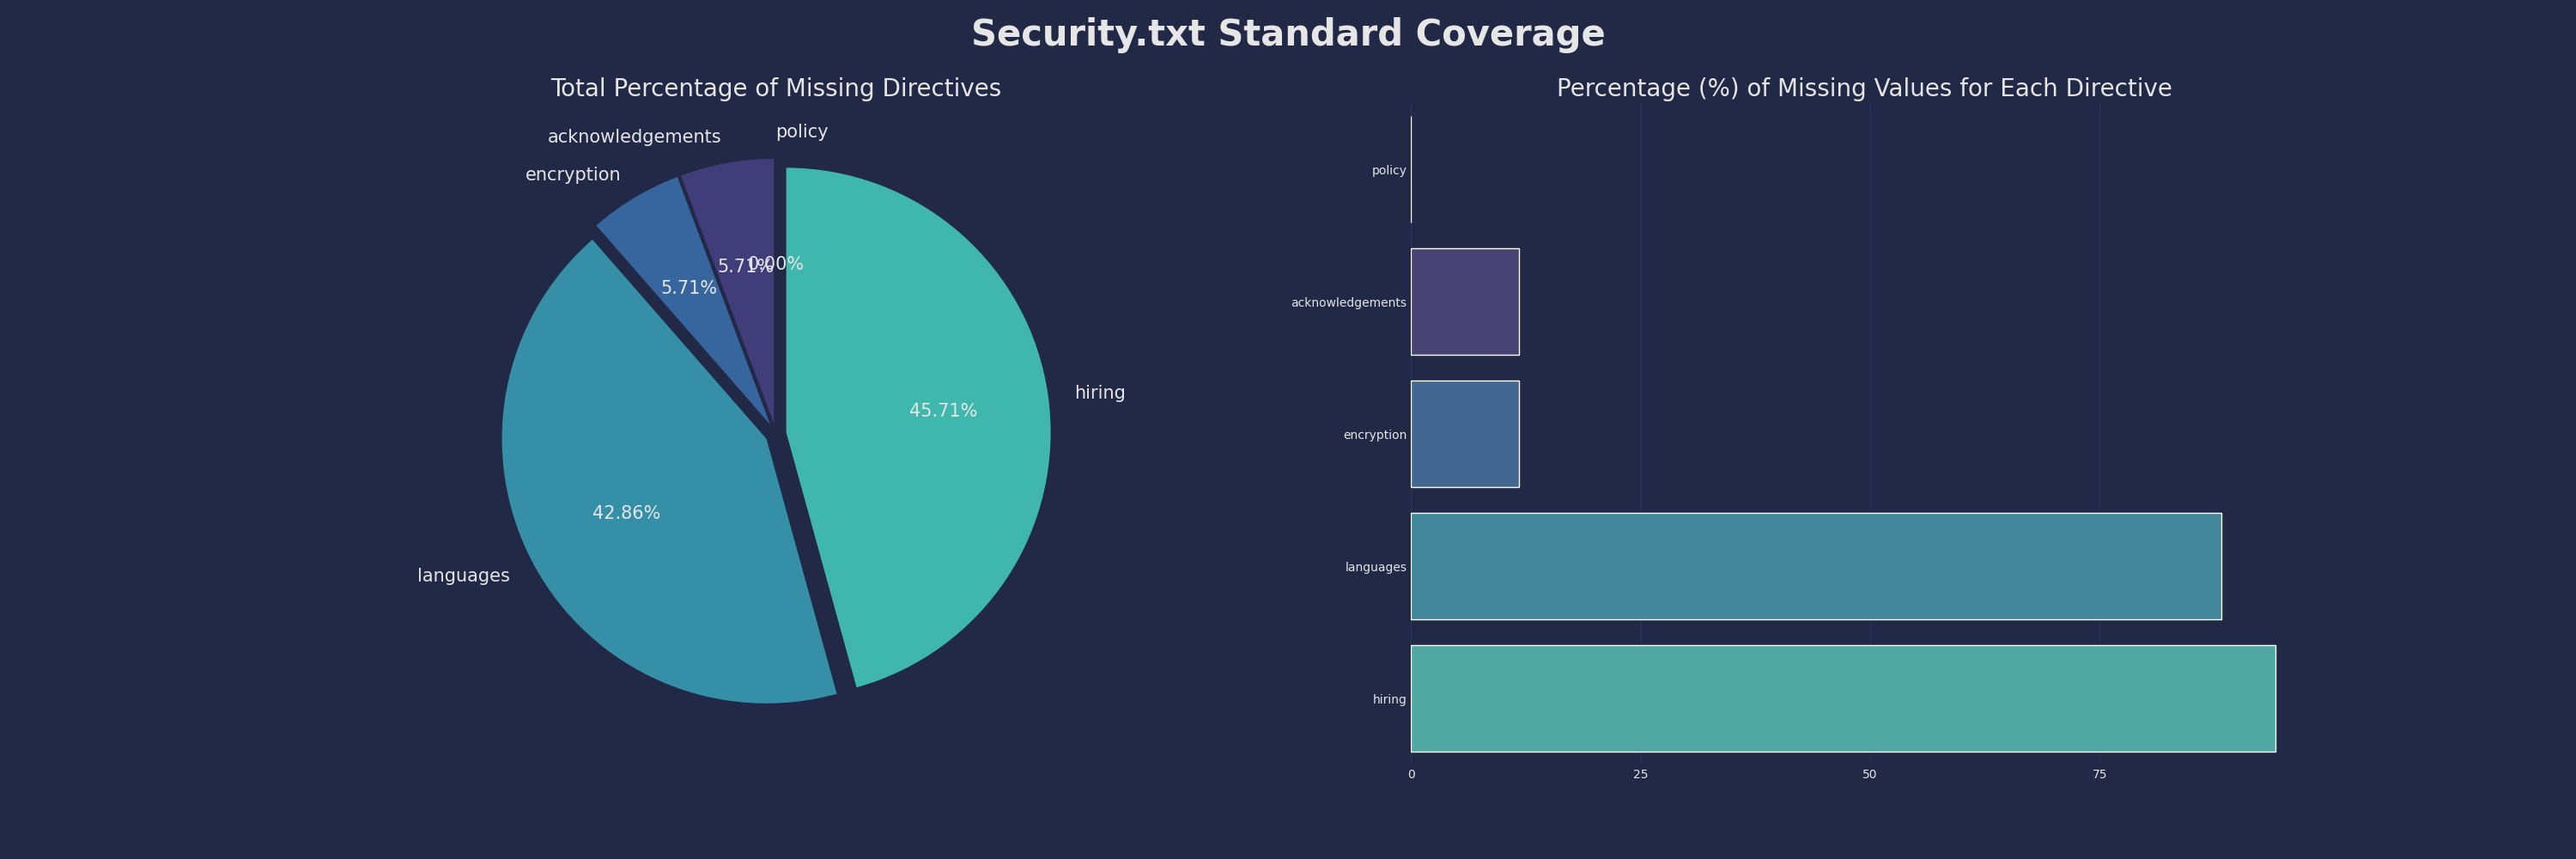 Security.txt Standard Coverage
Total Percentage of Missing Directives
policy
acknowledgements
encryption
0.00%
5.71%
5.71%
hiring
45.71%
42.86%
languages
Percentage (%) of Missing Values for Each Directive
policy
acknowledgements
encryption
languages
hiring
0 25 50 75